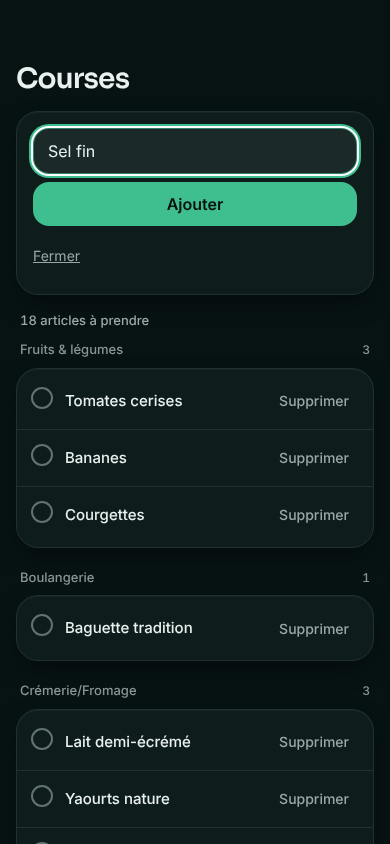 Courses
Sel fin
Ajouter
Fermer
18 articles à prendre
Fruits & légumes 3
Tomates cerises Supprimer
Bananes Supprimer
Courgettes Supprimer
Boulangerie 1
Baguette tradition Supprimer
Crémerie/Fromage 3
Lait demi-écrémé Supprimer
Yaourts nature Supprimer